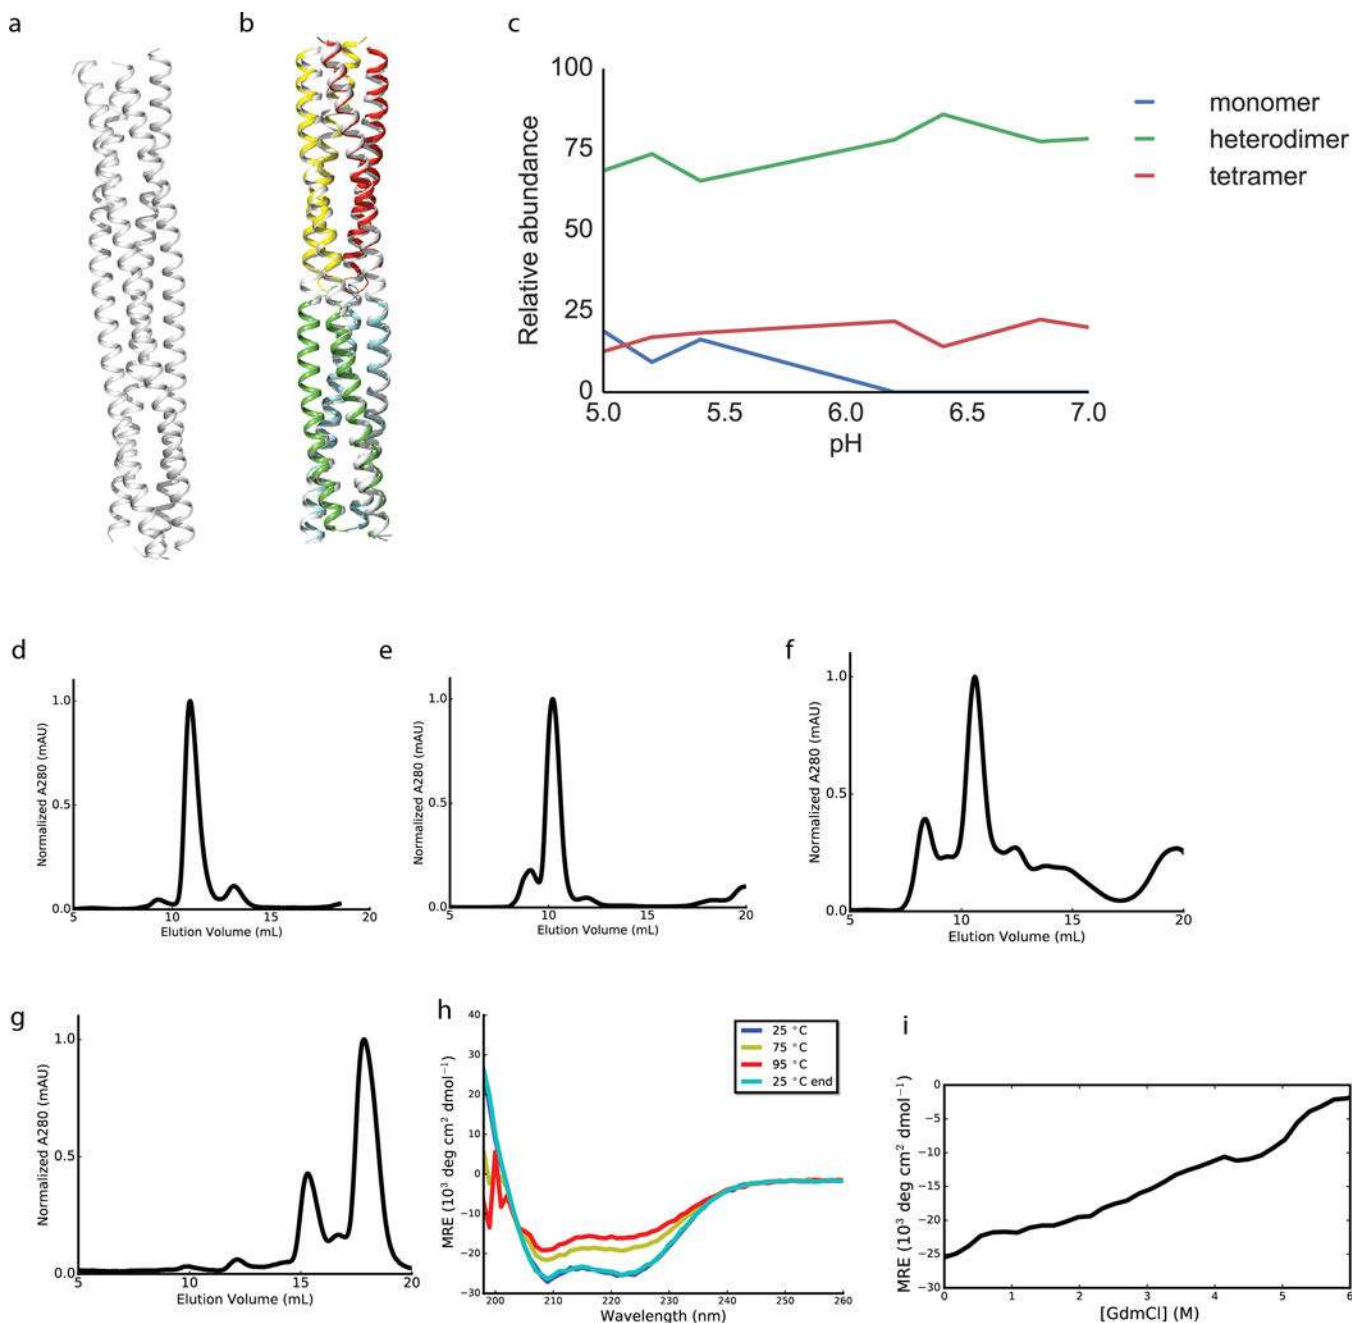 a
b
c
100
75
50
25
0
Relative abundance
5.0 5.5 6.0 6.5 7.0
pH
monomer
heterodimer
tetramer
d
1.0
0.5
0.0
Normalized A280 (mAU)
5 10 15 20
Elution Volume (mL)
e
1.0
0.5
0.0
Normalized A280 (mAU)
5 10 15 20
Elution Volume (mL)
f
1.0
0.5
0.0
Normalized A280 (mAU)
5 10 15 20
Elution Volume (mL)
g
1.0
0.5
0.0
Normalized A280 (mAU)
5 10 15 20
Elution Volume (mL)
h
40
30
20
10
0
−10
−20
−30
MRE (10³ deg cm² dmol⁻¹)
200 210 220 230 240 250 260
Wavelength (nm)
25 °C
75 °C
95 °C
25 °C end
i
0
−5
−10
−15
−20
−25
−30
MRE (10³ deg cm² dmol⁻¹)
0 1 2 3 4 5 6
[GdmCl] (M)